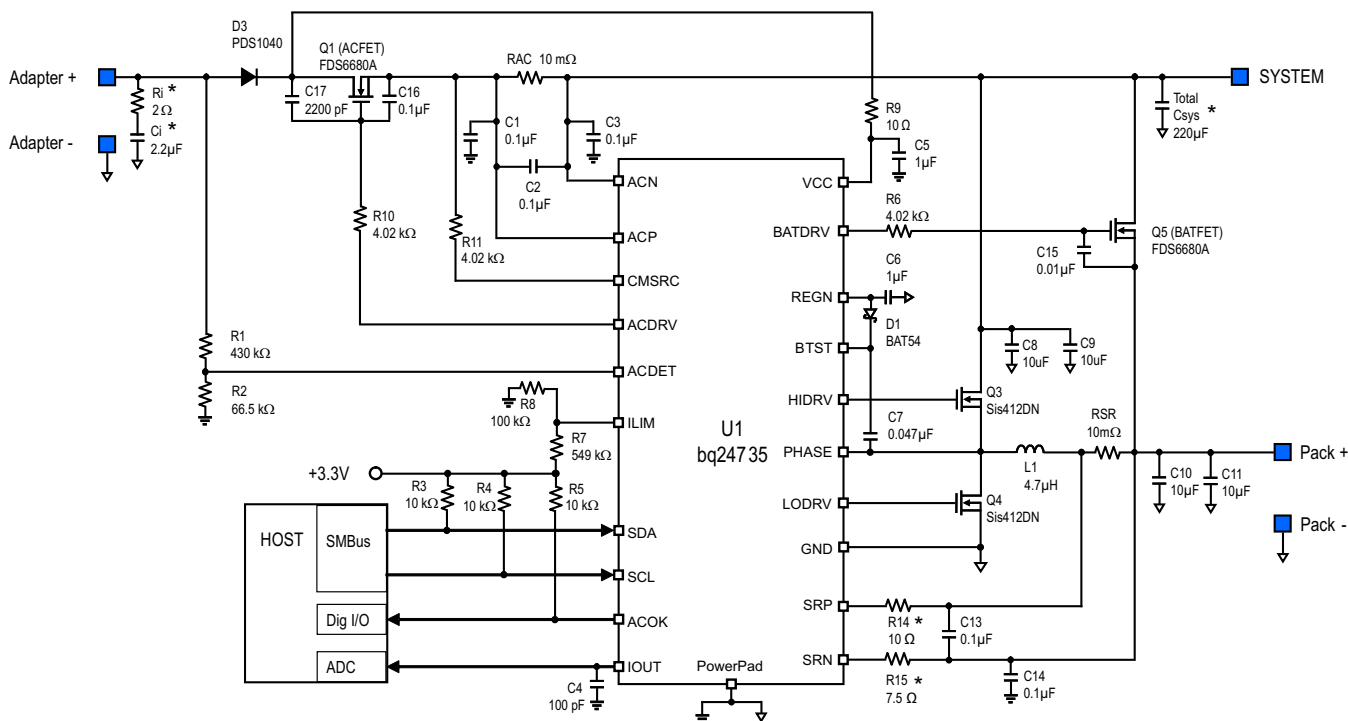 D3
PDS1040
Q1 (ACFET)
FDS6680A
RAC 10 mΩ
Adapter +
Ri *
2 Ω
Ci *
2.2µF
Adapter -
C17
2200 pF
C16
0.1µF
C1
0.1µF
C3
0.1µF
C2
0.1µF
R9
10 Ω
C5
1µF
SYSTEM
Total
Csys *
220µF
R10
4.02 kΩ
R11
4.02 kΩ
R1
430 kΩ
R2
66.5 kΩ
R8
100 kΩ
R7
549 kΩ
+3.3V
R3
10 kΩ
R4
10 kΩ
R5
10 kΩ
HOST
SMBus
Dig I/O
ADC
C4
100 pF
ACN
ACP
CMSRC
ACDRV
ACDET
ILIM
SDA
SCL
ACOK
IOUT
U1
bq24735
PowerPad
VCC
BATDRV
REGN
BTST
HIDRV
PHASE
LODRV
GND
SRP
SRN
R6
4.02 kΩ
C15
0.01µF
Q5 (BATFET)
FDS6680A
C6
1µF
D1
BAT54
C8
10uF
C9
10uF
Q3
Sis412DN
C7
0.047µF
L1
4.7µH
RSR
10mΩ
Q4
Sis412DN
C10
10µF
C11
10µF
Pack +
Pack -
R14 *
10 Ω
C13
0.1µF
R15 *
7.5 Ω
C14
0.1µF